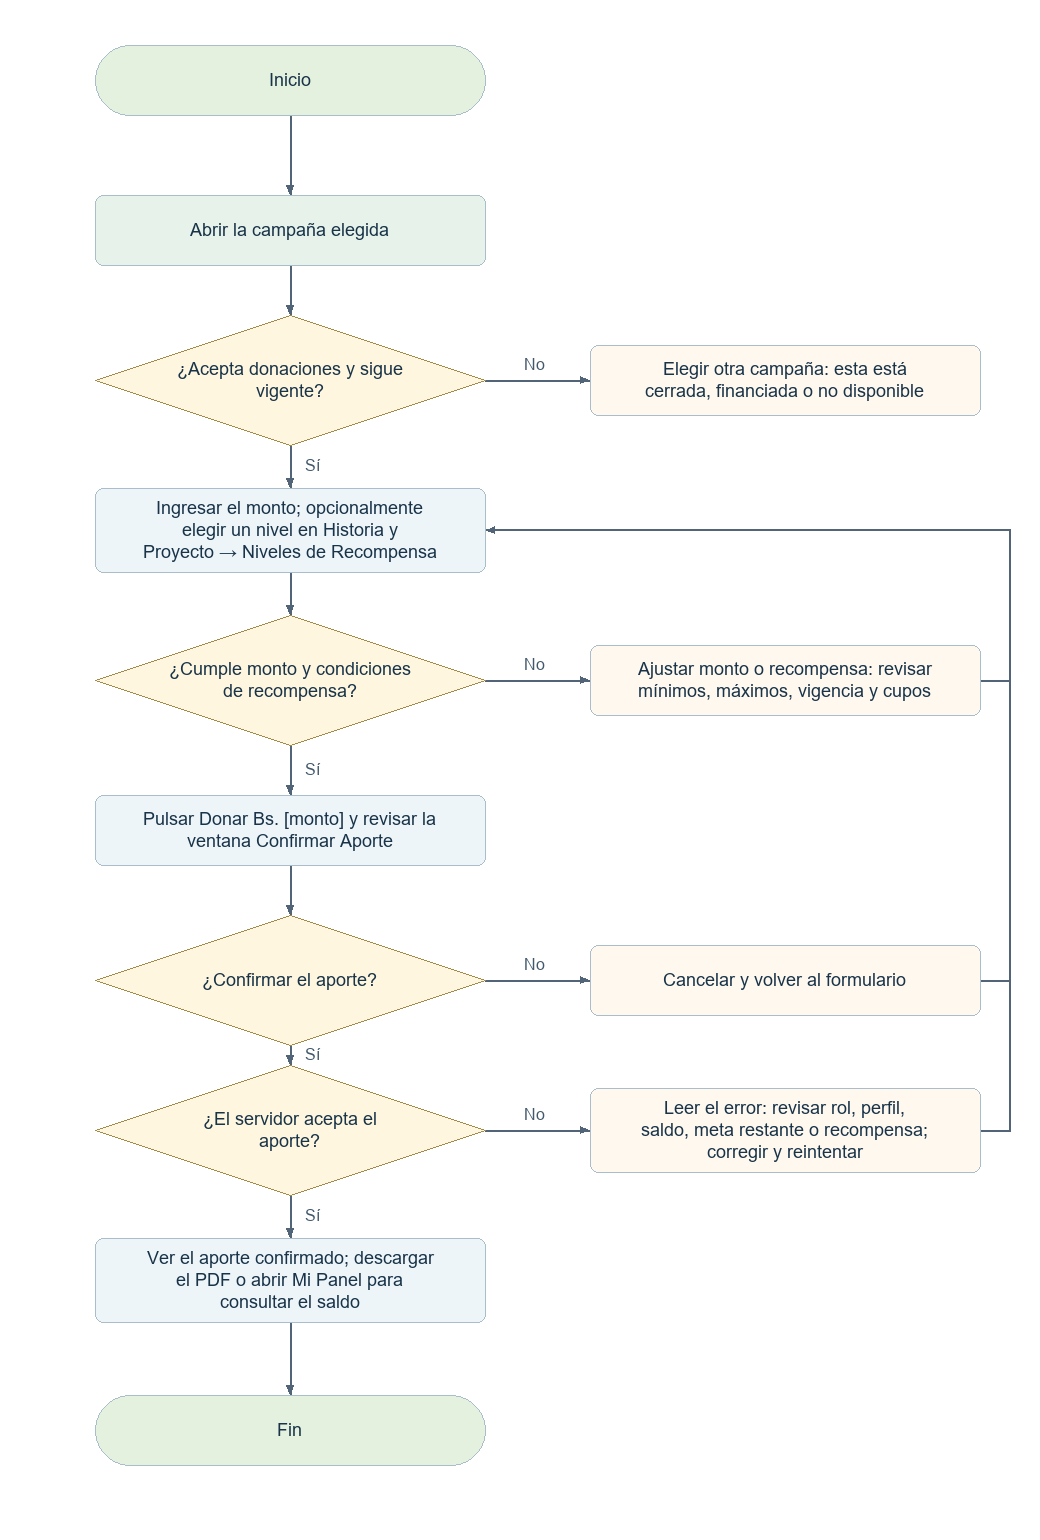 Inicio
Abrir la campaña elegida
¿Acepta donaciones y sigue
vigente?
No
Elegir otra campaña: esta está
cerrada, financiada o no disponible
Sí
Ingresar el monto; opcionalmente
elegir un nivel en Historia y
Proyecto → Niveles de Recompensa
¿Cumple monto y condiciones
de recompensa?
No
Ajustar monto o recompensa: revisar
mínimos, máximos, vigencia y cupos
Sí
Pulsar Donar Bs. [monto] y revisar la
ventana Confirmar Aporte
¿Confirmar el aporte?
No
Cancelar y volver al formulario
Sí
¿El servidor acepta el
aporte?
No
Leer el error: revisar rol, perfil,
saldo, meta restante o recompensa;
corregir y reintentar
Sí
Ver el aporte confirmado; descargar
el PDF o abrir Mi Panel para
consultar el saldo
Fin